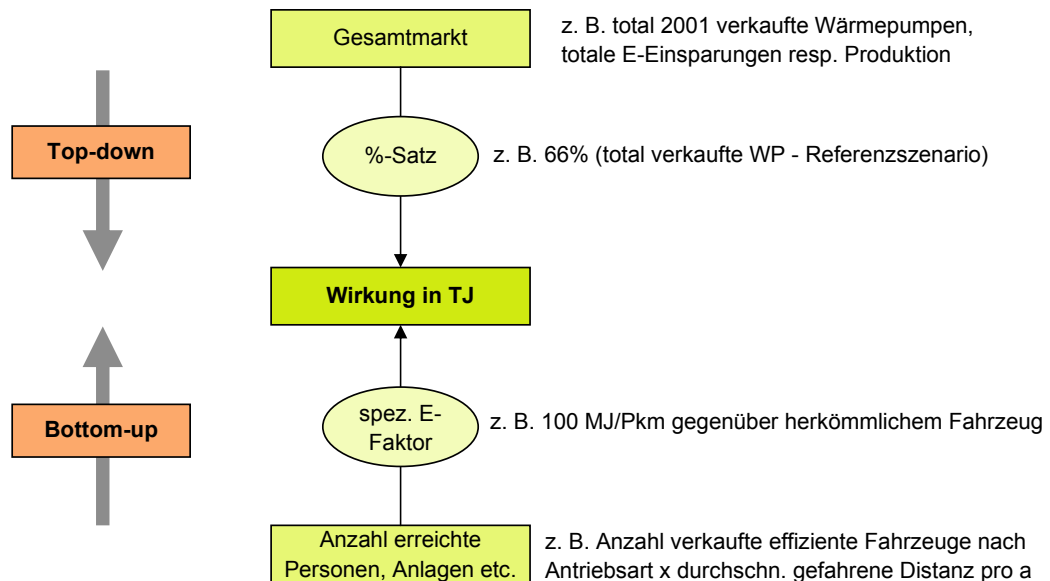 Gesamtmarkt
z. B. total 2001 verkaufte Wärmepumpen,
totale E-Einsparungen resp. Produktion
Top-down
%-Satz
z. B. 66% (total verkaufte WP - Referenzszenario)
Wirkung in TJ
Bottom-up
spez. E-
Faktor
z. B. 100 MJ/Pkm gegenüber herkömmlichem Fahrzeug
Anzahl erreichte
Personen, Anlagen etc.
z. B. Anzahl verkaufte effiziente Fahrzeuge nach
Antriebsart x durchschn. gefahrene Distanz pro a